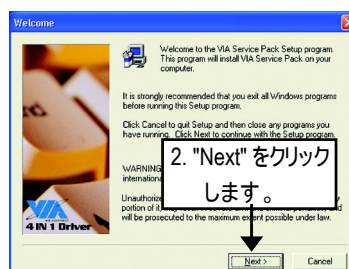 Welcome
Welcome to the VIA Service Pack Setup program.
This program will install VIA Service Pack on your
computer.
It is strongly recommended that you exit all Windows programs
before running this Setup program.
Click Cancel to quit Setup and then close any programs you
have running. Click Next to continue with the Setup program.
WARNING
internation
Unauthorize
portion of it
will be prosecuted to the maximum extent possible under law.
2. "Next" をクリック
します。
VIA
4 IN 1 Driver
Next >
Cancel